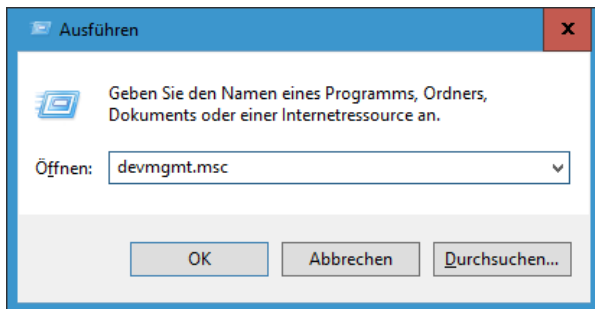 Ausführen
x
Geben Sie den Namen eines Programms, Ordners,
Dokuments oder einer Internetressource an.
Öffnen: devmgmt.msc
OK Abbrechen Durchsuchen...